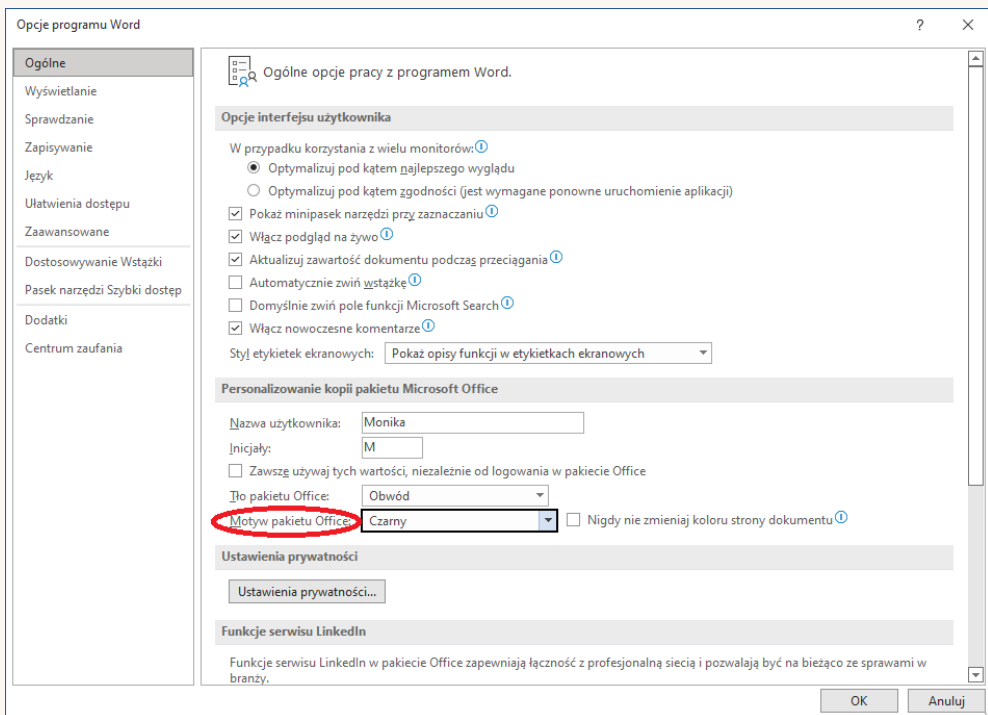 Opcje programu Word
Ogólne
Wyświetlanie
Sprawdzanie
Zapisywanie
Język
Ułatwienia dostępu
Zaawansowane
Dostosowywanie Wstążki
Pasek narzędzi Szybki dostęp
Dodatki
Centrum zaufania
Ogólne opcje pracy z programem Word.
Opcje interfejsu użytkownika
W przypadku korzystania z wielu monitorów:
Optymalizuj pod kątem najlepszego wyglądu
Optymalizuj pod kątem zgodności (jest wymagane ponowne uruchomienie aplikacji)
Pokaż minipasek narzędzi przy zaznaczaniu
Włącz podgląd na żywo
Aktualizuj zawartość dokumentu podczas przeciągania
Automatycznie zwiń wstążkę
Domyślnie zwiń pole funkcji Microsoft Search
Włącz nowoczesne komentarze
Styl etykietek ekranowych: Pokaż opisy funkcji w etykietkach ekranowych
Personalizowanie kopii pakietu Microsoft Office
Nazwa użytkownika: Monika
Inicjały: M
Zawsze używaj tych wartości, niezależnie od logowania w pakiecie Office
Tło pakietu Office: Obwód
Motyw pakietu Office: Czarny Nigdy nie zmieniaj koloru strony dokumentu
Ustawienia prywatności
Ustawienia prywatności...
Funkcje serwisu LinkedIn
Funkcje serwisu LinkedIn w pakiecie Office zapewniają łączność z profesjonalną siecią i pozwalają być na bieżąco ze sprawami w
branży.
OK Anuluj